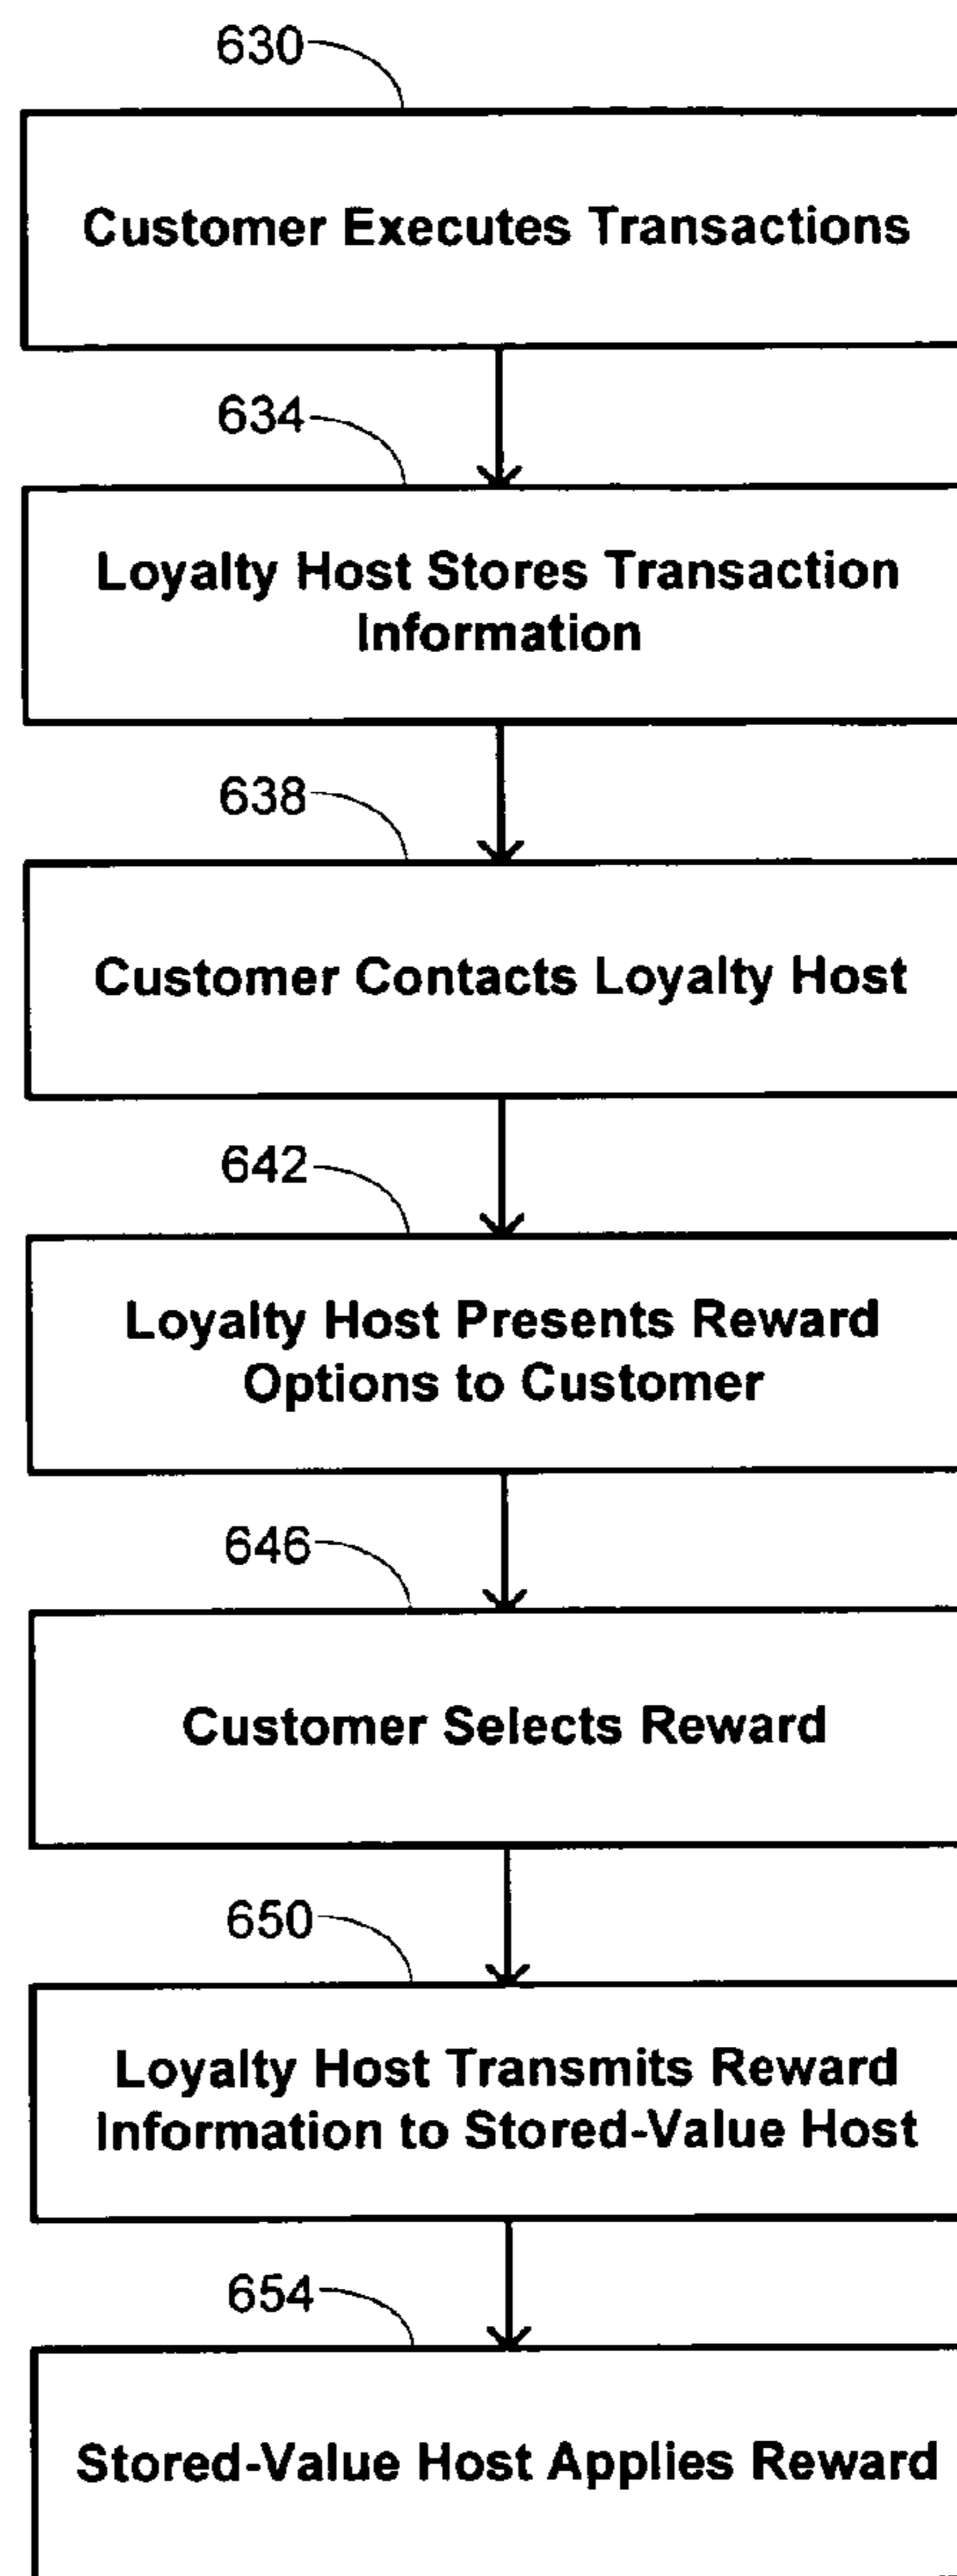 630
Customer Executes Transactions
634
Loyalty Host Stores Transaction
Information
638
Customer Contacts Loyalty Host
642
Loyalty Host Presents Reward
Options to Customer
646
Customer Selects Reward
650
Loyalty Host Transmits Reward
Information to Stored-Value Host
654
Stored-Value Host Applies Reward